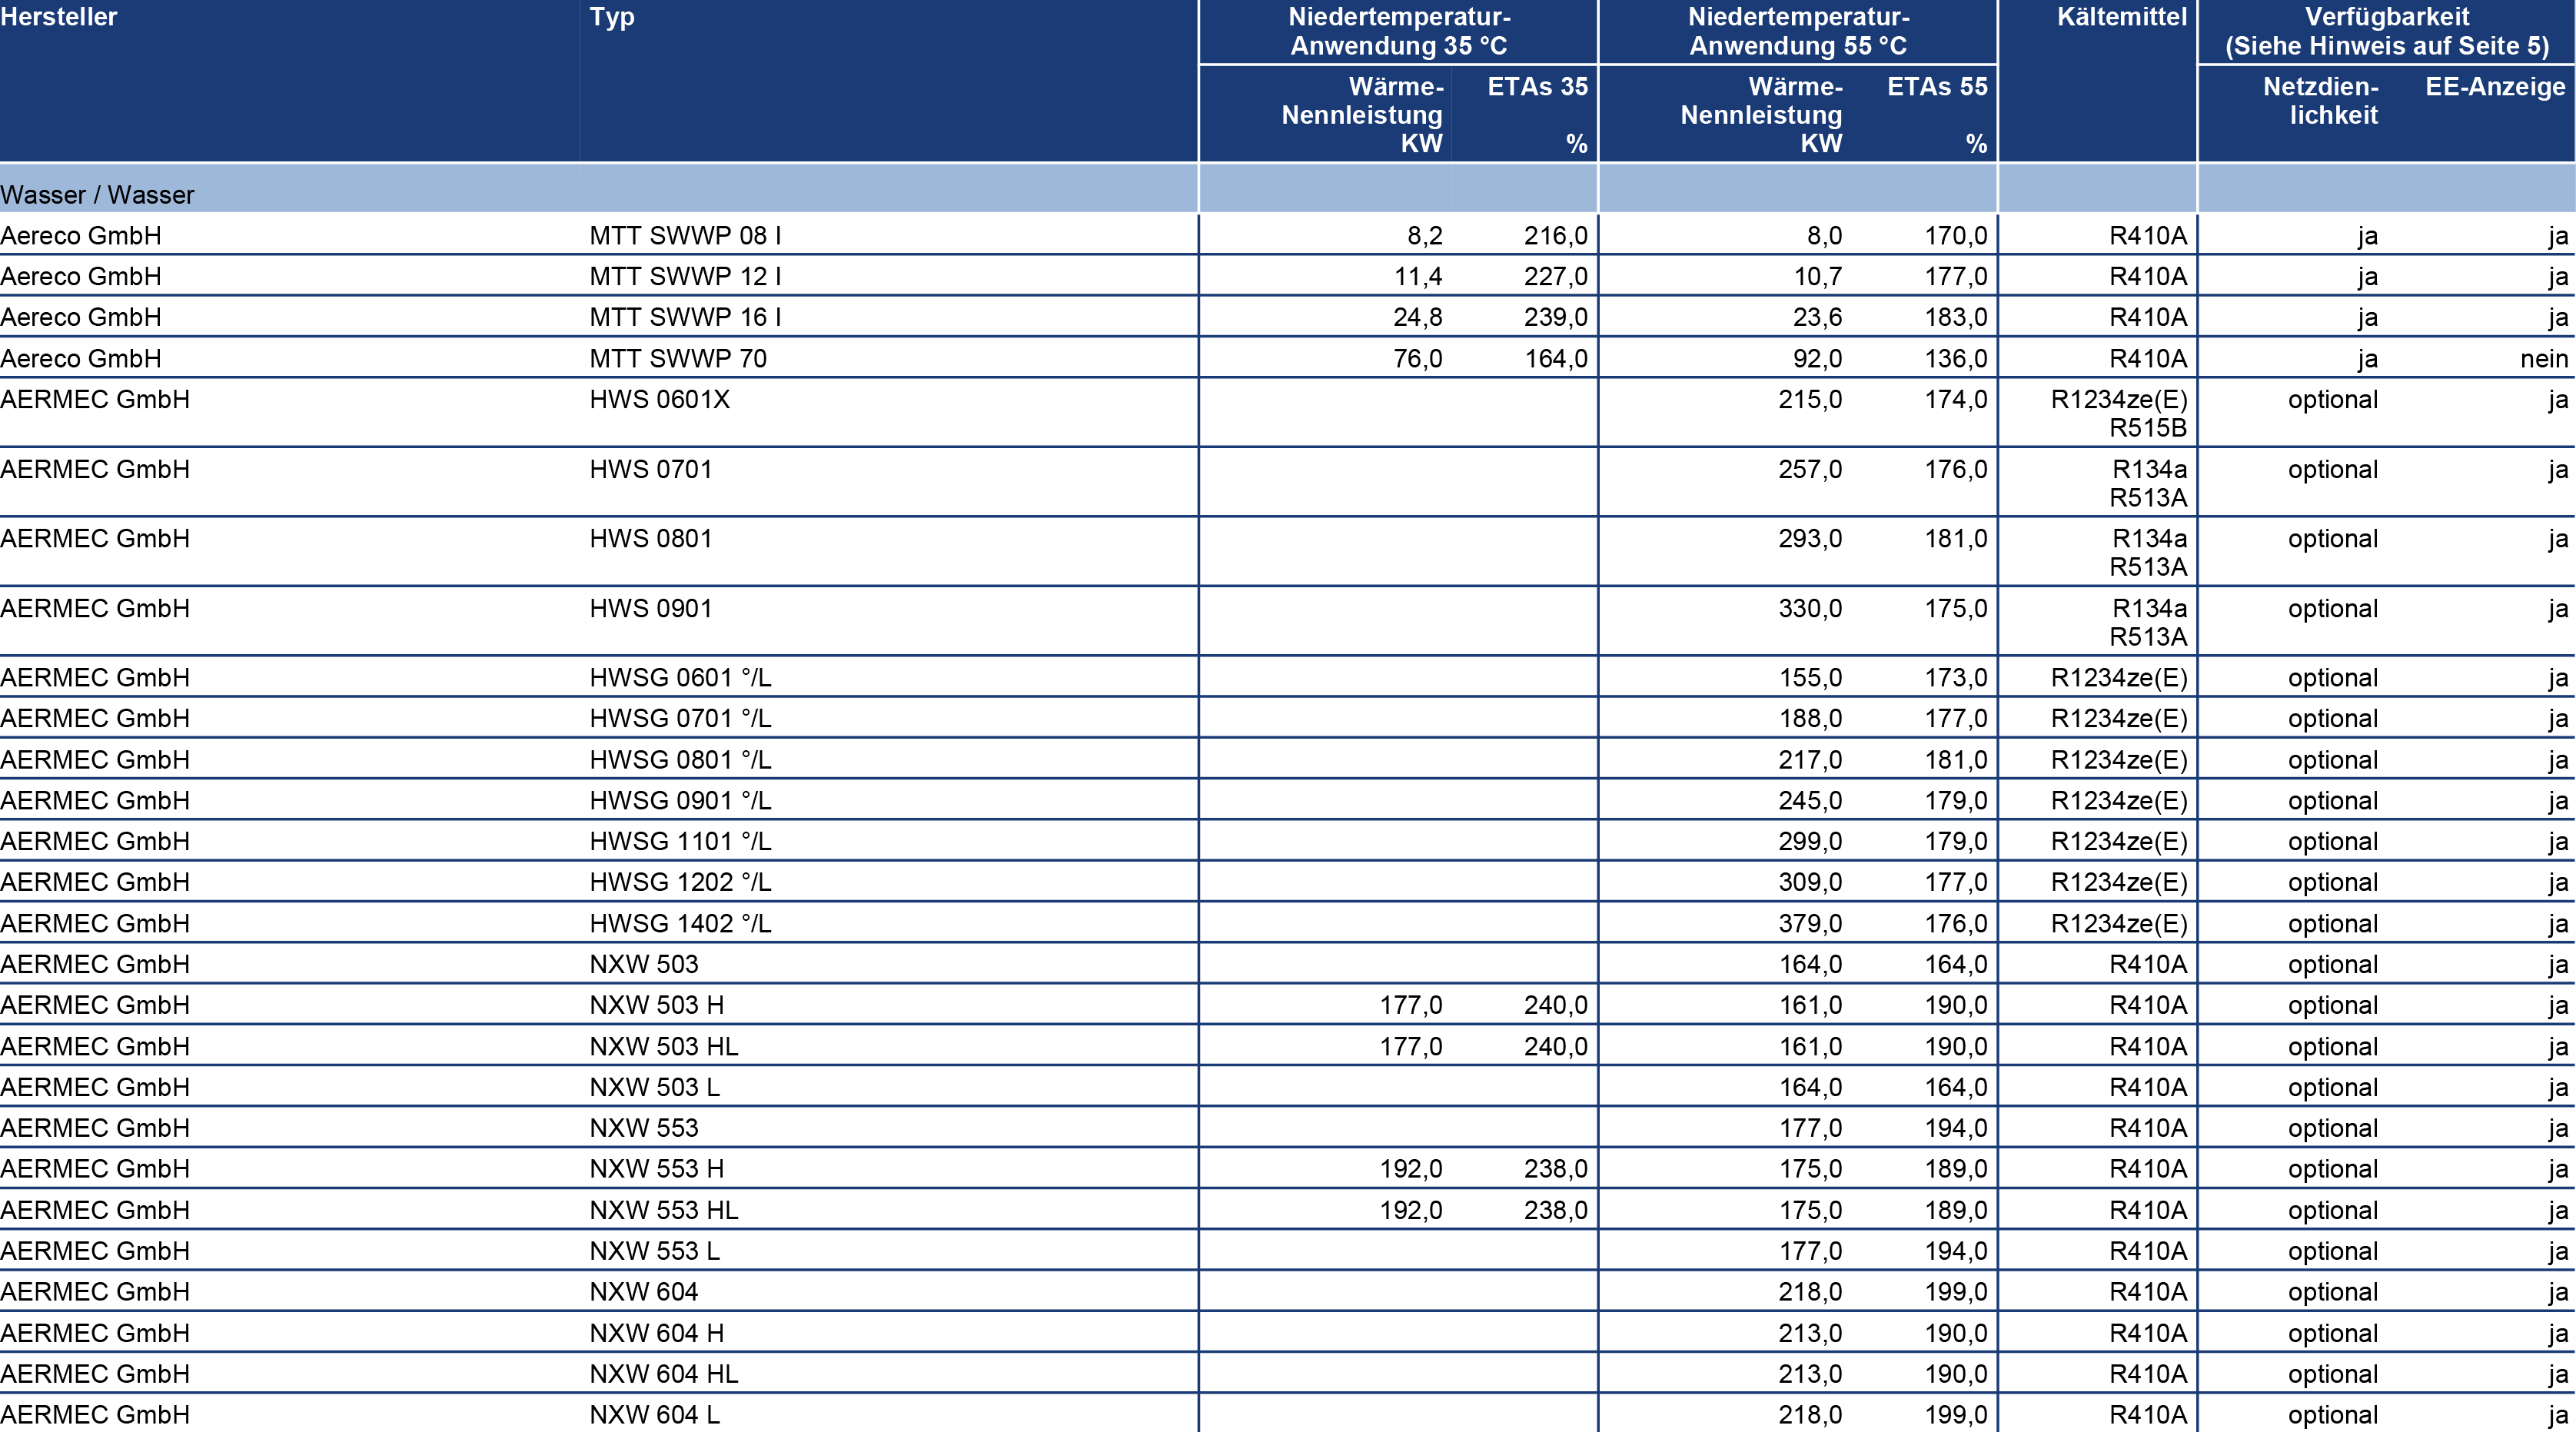 Hersteller Typ Niedertemperatur- Niedertemperatur- Kältemittel Verfügbarkeit
Anwendung 35 °C Anwendung 55 °C (Siehe Hinweis auf Seite 5)
Wärme- ETAs 35 Wärme- ETAs 55 Netzdien- EE-Anzeige
Nennleistung Nennleistung lichkeit
KW % KW %
Wasser / Wasser
Aereco GmbH MTT SWWP 08 I 8,2 216,0 8,0 170,0 R410A ja ja
Aereco GmbH MTT SWWP 12 I 11,4 227,0 10,7 177,0 R410A ja ja
Aereco GmbH MTT SWWP 16 I 24,8 239,0 23,6 183,0 R410A ja ja
Aereco GmbH MTT SWWP 70 76,0 164,0 92,0 136,0 R410A ja nein
AERMEC GmbH HWS 0601X 215,0 174,0 R1234ze(E) optional ja
R515B
AERMEC GmbH HWS 0701 257,0 176,0 R134a optional ja
R513A
AERMEC GmbH HWS 0801 293,0 181,0 R134a optional ja
R513A
AERMEC GmbH HWS 0901 330,0 175,0 R134a optional ja
R513A
AERMEC GmbH HWSG 0601 °/L 155,0 173,0 R1234ze(E) optional ja
AERMEC GmbH HWSG 0701 °/L 188,0 177,0 R1234ze(E) optional ja
AERMEC GmbH HWSG 0801 °/L 217,0 181,0 R1234ze(E) optional ja
AERMEC GmbH HWSG 0901 °/L 245,0 179,0 R1234ze(E) optional ja
AERMEC GmbH HWSG 1101 °/L 299,0 179,0 R1234ze(E) optional ja
AERMEC GmbH HWSG 1202 °/L 309,0 177,0 R1234ze(E) optional ja
AERMEC GmbH HWSG 1402 °/L 379,0 176,0 R1234ze(E) optional ja
AERMEC GmbH NXW 503 164,0 164,0 R410A optional ja
AERMEC GmbH NXW 503 H 177,0 240,0 161,0 190,0 R410A optional ja
AERMEC GmbH NXW 503 HL 177,0 240,0 161,0 190,0 R410A optional ja
AERMEC GmbH NXW 503 L 164,0 164,0 R410A optional ja
AERMEC GmbH NXW 553 177,0 194,0 R410A optional ja
AERMEC GmbH NXW 553 H 192,0 238,0 175,0 189,0 R410A optional ja
AERMEC GmbH NXW 553 HL 192,0 238,0 175,0 189,0 R410A optional ja
AERMEC GmbH NXW 553 L 177,0 194,0 R410A optional ja
AERMEC GmbH NXW 604 218,0 199,0 R410A optional ja
AERMEC GmbH NXW 604 H 213,0 190,0 R410A optional ja
AERMEC GmbH NXW 604 HL 213,0 190,0 R410A optional ja
AERMEC GmbH NXW 604 L 218,0 199,0 R410A optional ja